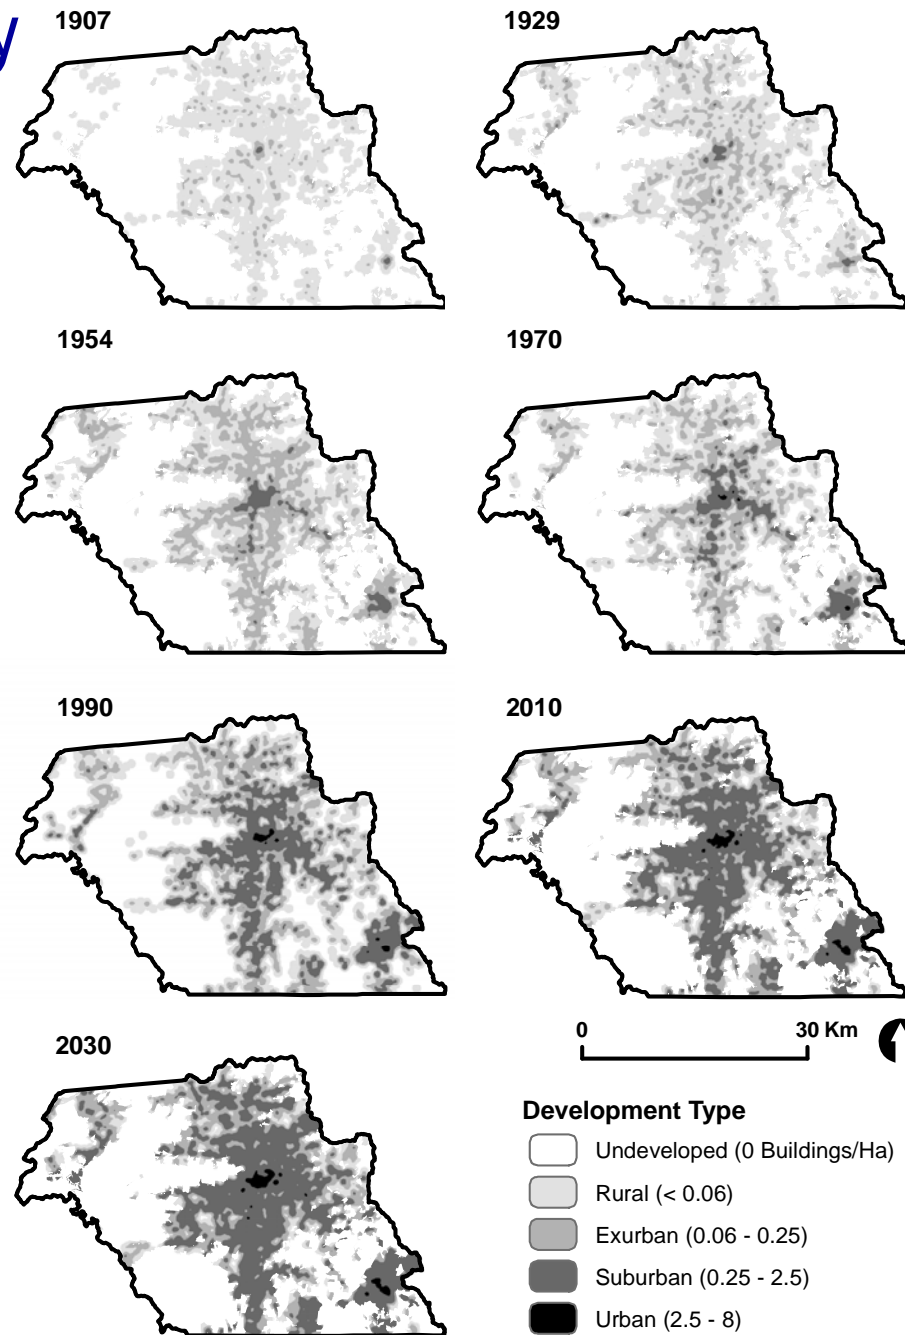 y
1907
1929
1954
1970
1990
2010
2030
0 30 Km
Development Type
Undeveloped (0 Buildings/Ha)
Rural (< 0.06)
Exurban (0.06 - 0.25)
Suburban (0.25 - 2.5)
Urban (2.5 - 8)